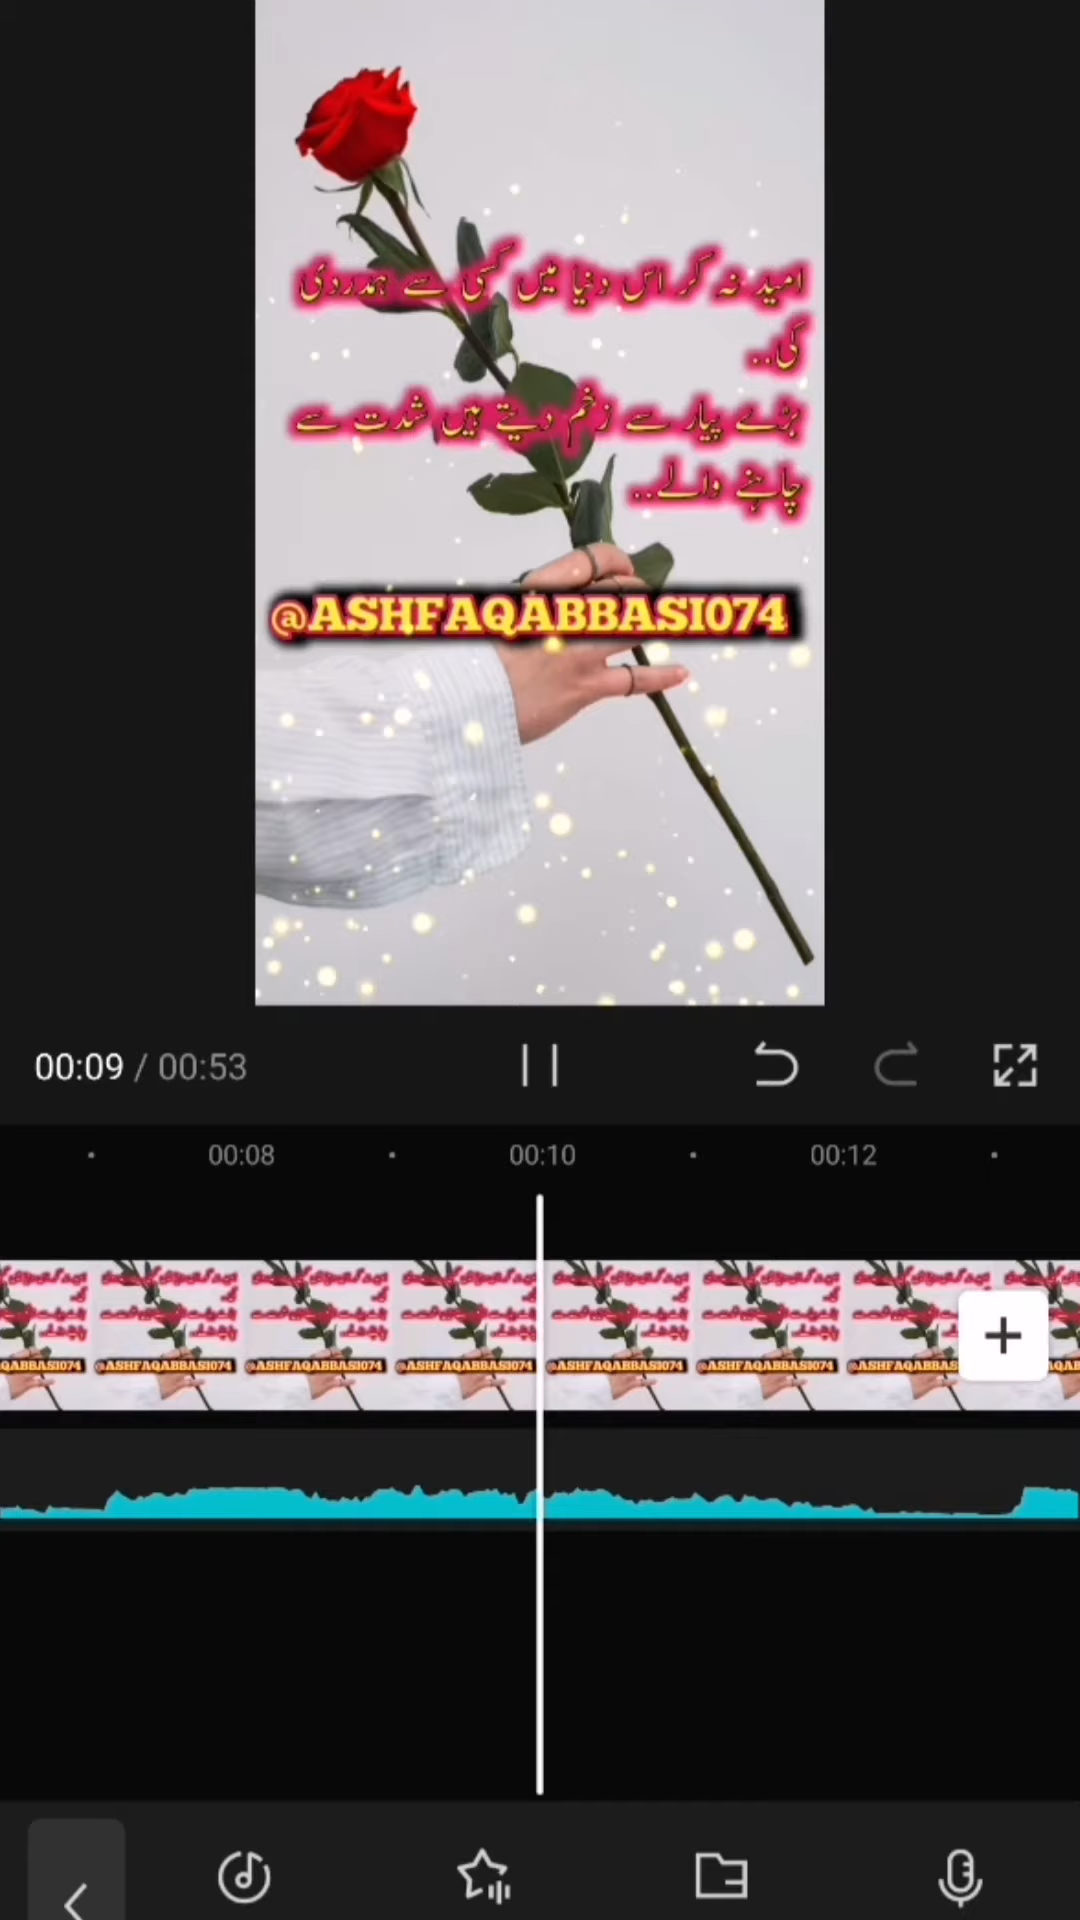 امید نہ کر اس دنیا میں کسی سے ہمدردی
کی..
بڑے پیار سے زخم دیتے ہیں شدت سے
چاہنے والے..
@ASHFAQABBASI074
00:09 / 00:53
00:08 00:10 00:12